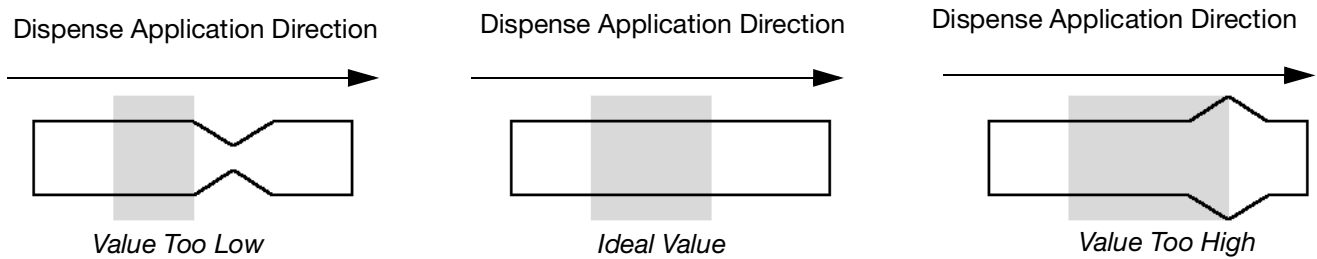 Dispense Application Direction
Dispense Application Direction
Dispense Application Direction
Value Too Low
Ideal Value
Value Too High